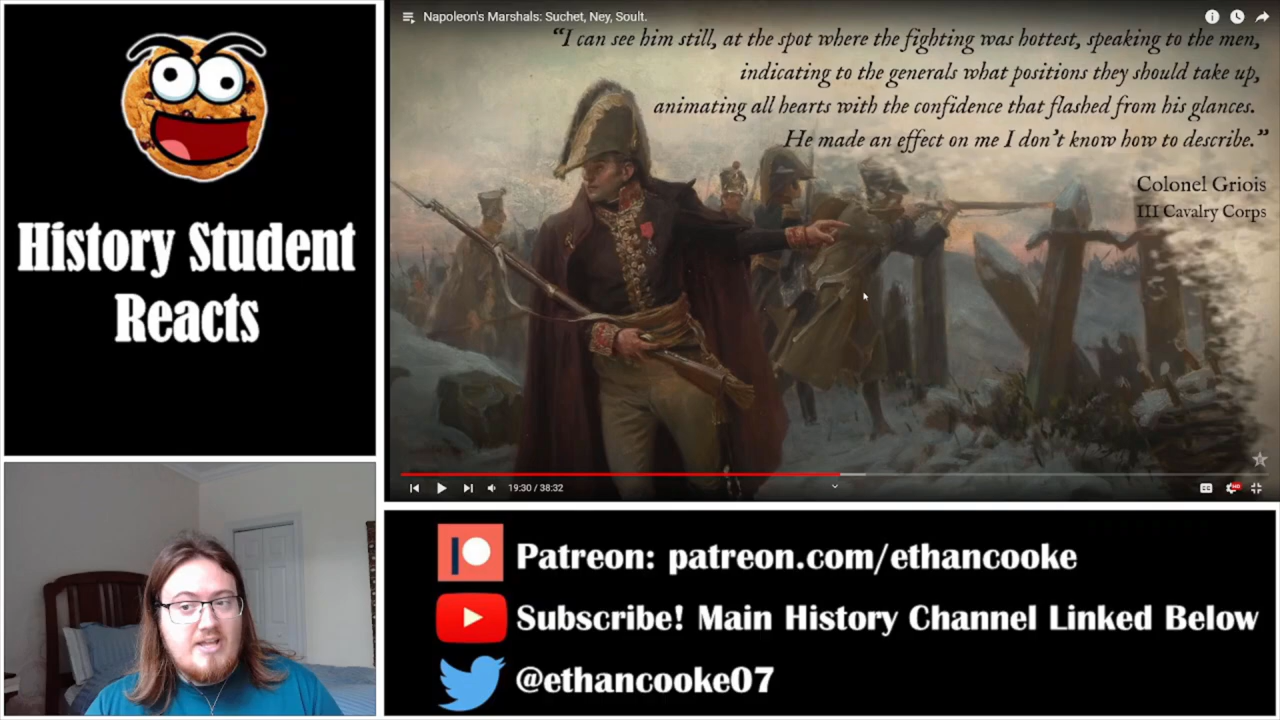 Napoleon's Marshals: Suchet, Ney, Soult.
“I can see him still, at the spot where the fighting was hottest, speaking to the men,
indicating to the generals what positions they should take up,
animating all hearts with the confidence that flashed from his glances.
He made an effect on me I don’t know how to describe.”
Colonel Griois
III Cavalry Corps
19:30 / 38:32
CC
HD
History Student
Reacts
Patreon: patreon.com/ethancooke
Subscribe! Main History Channel Linked Below
@ethancooke07